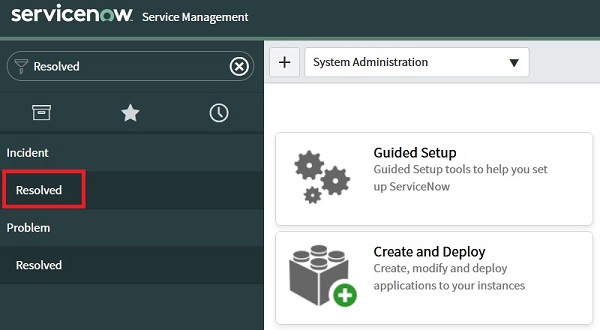 servicenow™ Service Management
Resolved
System Administration
Incident
Resolved
Problem
Resolved
Guided Setup
Guided Setup tools to help you set
up ServiceNow
Create and Deploy
Create, modify and deploy
applications to your instances